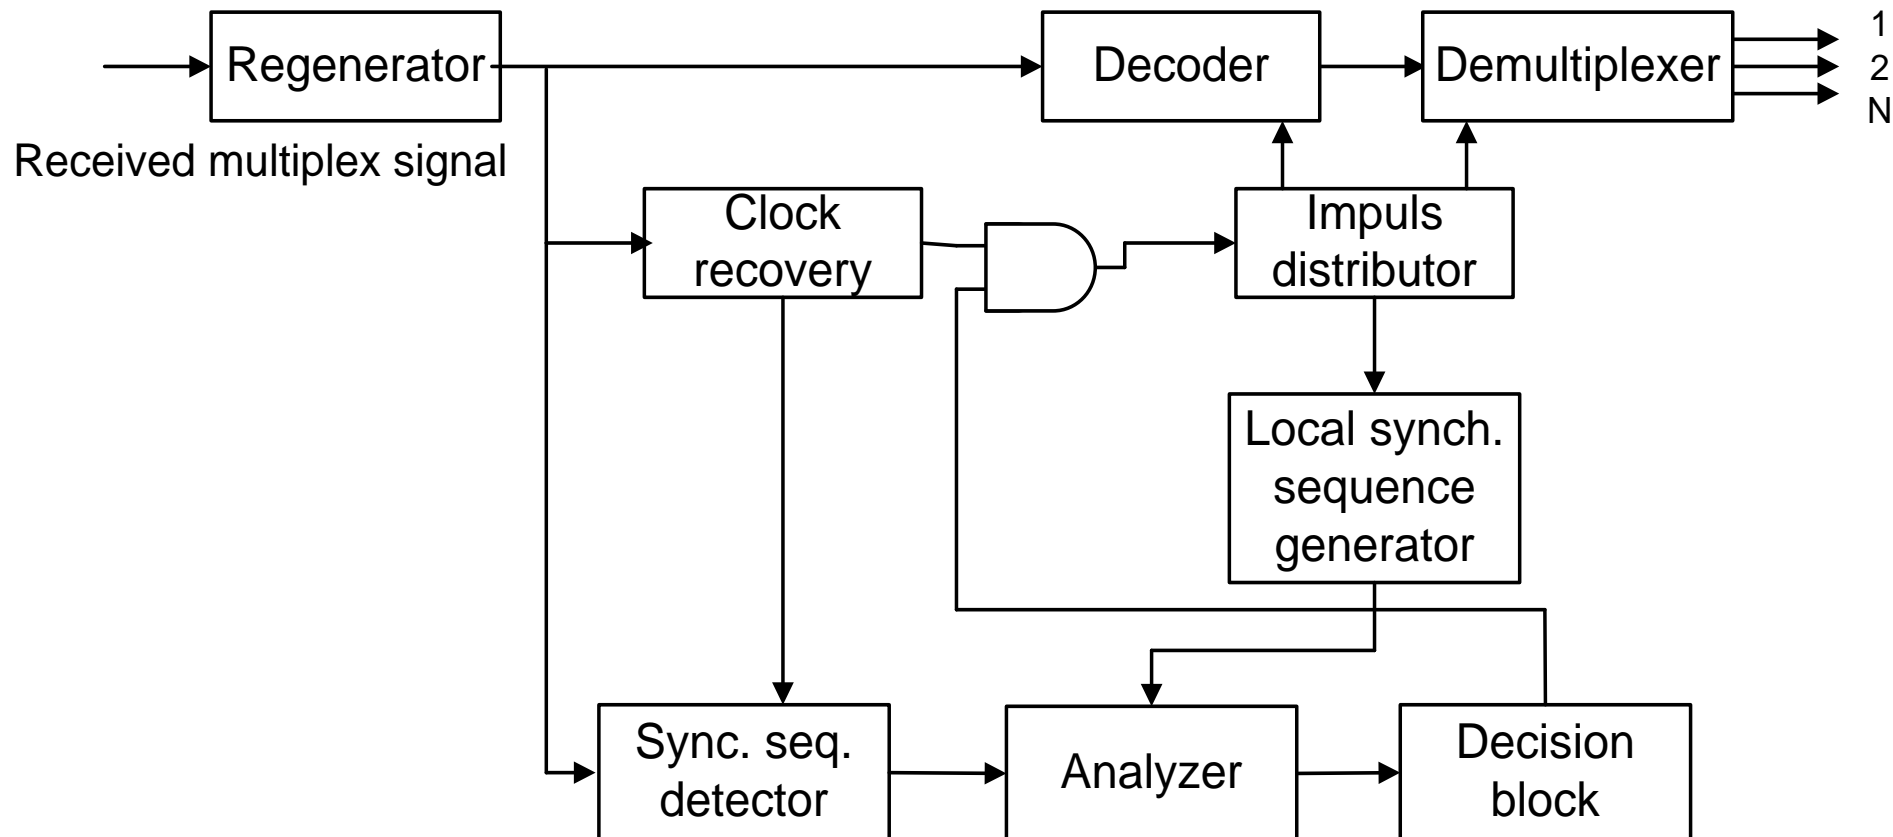 Regenerator
Decoder
Demultiplexer
1
2
N
Received multiplex signal
Clock
recovery
Impuls
distributor
Local synch.
sequence
generator
Sync. seq.
detector
Analyzer
Decision
block